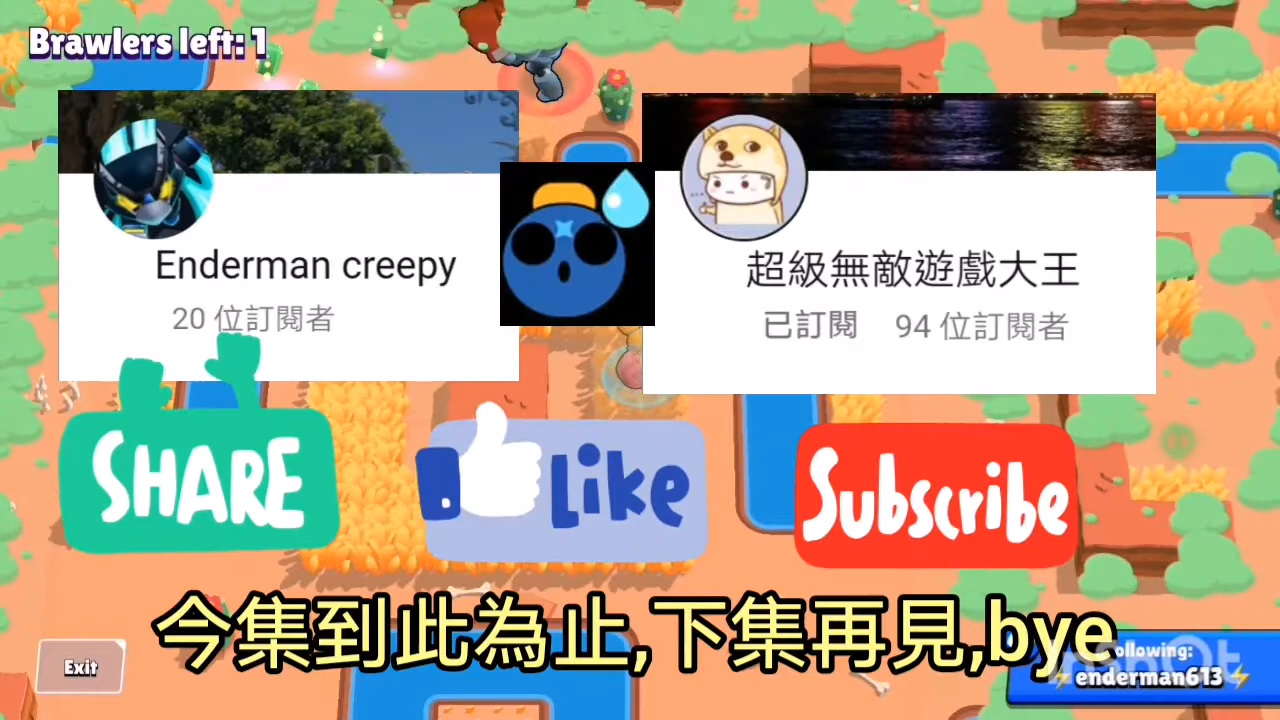 Brawlers left: 1
Enderman creepy
20 位訂閱者
超級無敵遊戲大王
已訂閱 94 位訂閱者
SHARE
Like
Subscribe
今集到此為止,下集再見,bye
Exit
ollowing:
enderman613